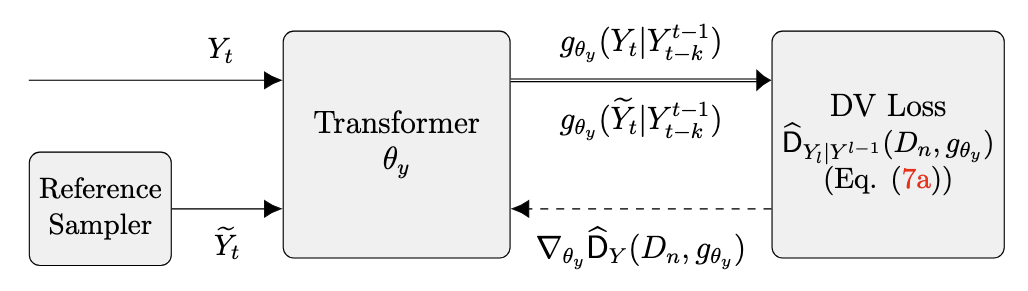 $Y_t$
Reference
Sampler
$\widetilde{Y}_t$
Transformer
$\theta_y$
$g_{\theta_y}(Y_t|Y_{t-k}^{t-1})$
$g_{\theta_y}(\widetilde{Y}_t|Y_{t-k}^{t-1})$
$\nabla_{\theta_y}\widehat{\mathsf{D}}_Y(D_n, g_{\theta_y})$
DV Loss
$\widehat{\mathsf{D}}_{Y_l|Y^{l-1}}(D_n, g_{\theta_y})$
(Eq. (7a))